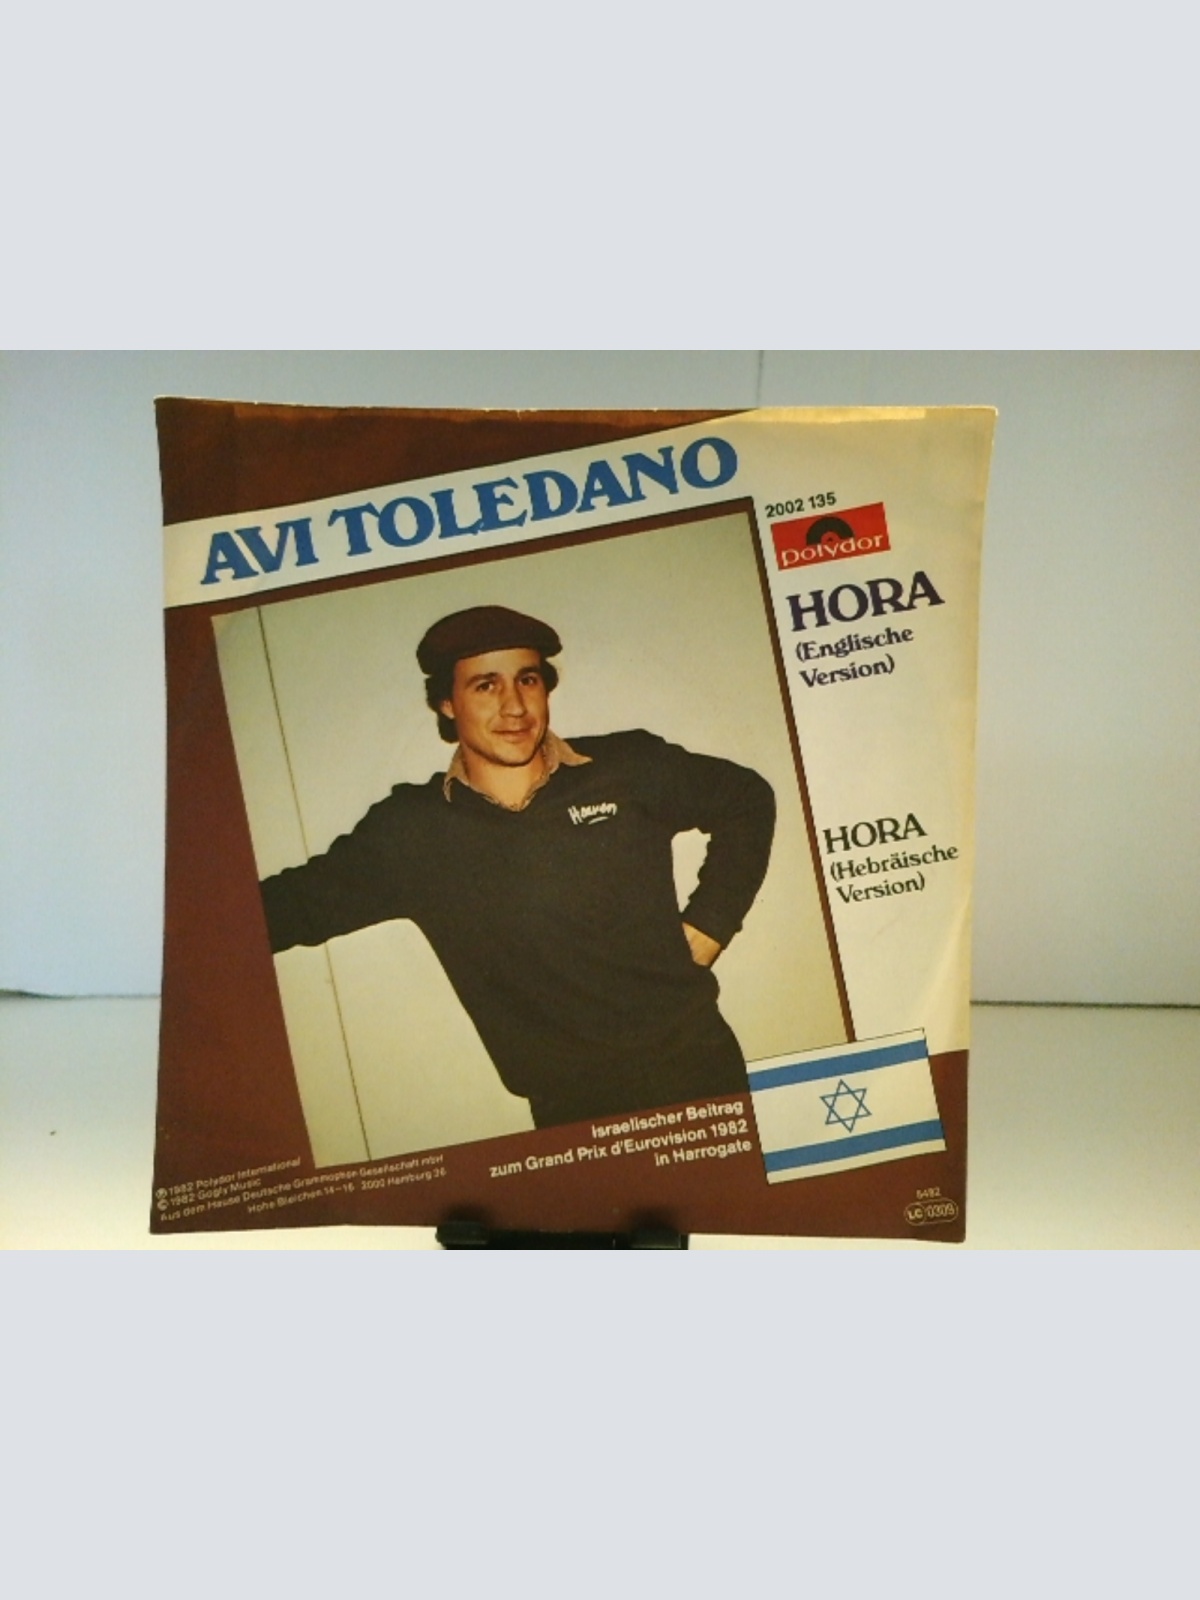 AVI TOLEDANO
2002 135
polydor
HORA
(Englische
Version)
Heaven
HORA
(Hebräische
Version)
Israelischer Beitrag
zum Grand Prix d'Eurovision 1982
in Harrogate
℗ 1982 Polydor International
© 1982 Gogly Music
Aus dem Hause Deutsche Grammophon Gesellschaft mbH
Hohe Bleichen 14-16 2000 Hamburg 36
5482
LC 0309